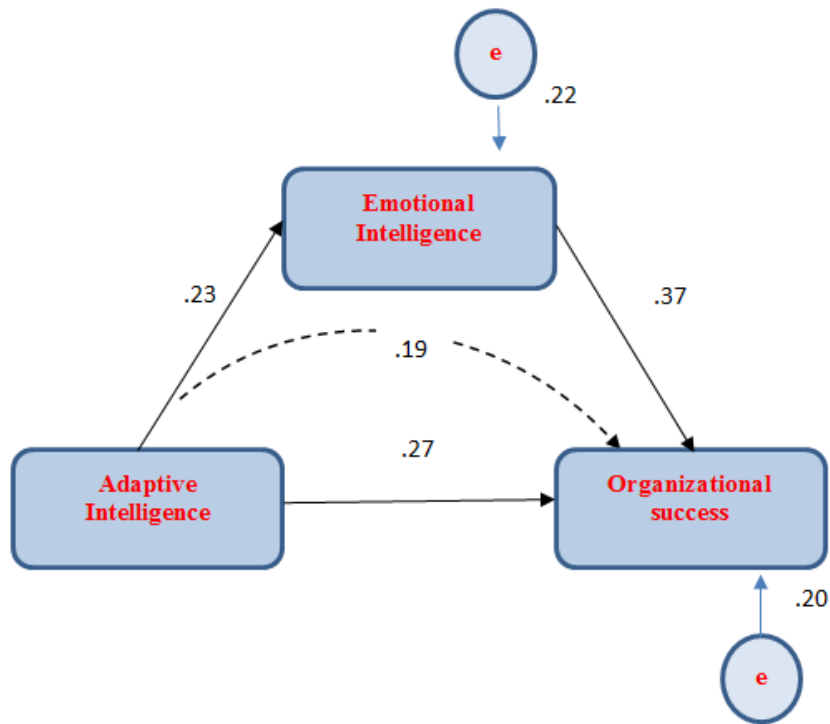 e
.22
Emotional
Intelligence
.23
.37
.19
.27
Adaptive
Intelligence
Organizational
success
.20
e